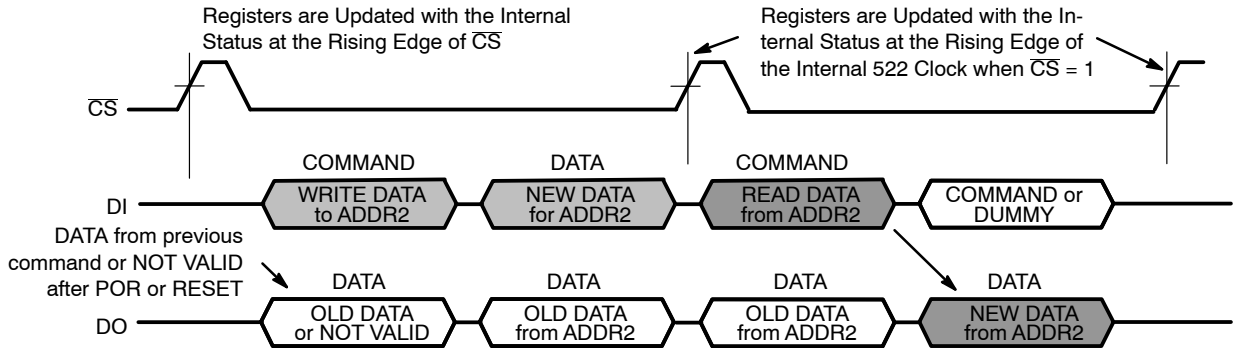 Registers are Updated with the Internal
Status at the Rising Edge of C̅S̅
Registers are Updated with the In-
ternal Status at the Rising Edge of
the Internal 522 Clock when C̅S̅ = 1
C̅S̅
COMMAND
DATA
COMMAND
DI
WRITE DATA
to ADDR2
NEW DATA
for ADDR2
READ DATA
from ADDR2
COMMAND or
DUMMY
DATA from previous
command or NOT VALID
after POR or RESET
DATA
DATA
DATA
DATA
DO
OLD DATA
or NOT VALID
OLD DATA
from ADDR2
OLD DATA
from ADDR2
NEW DATA
from ADDR2